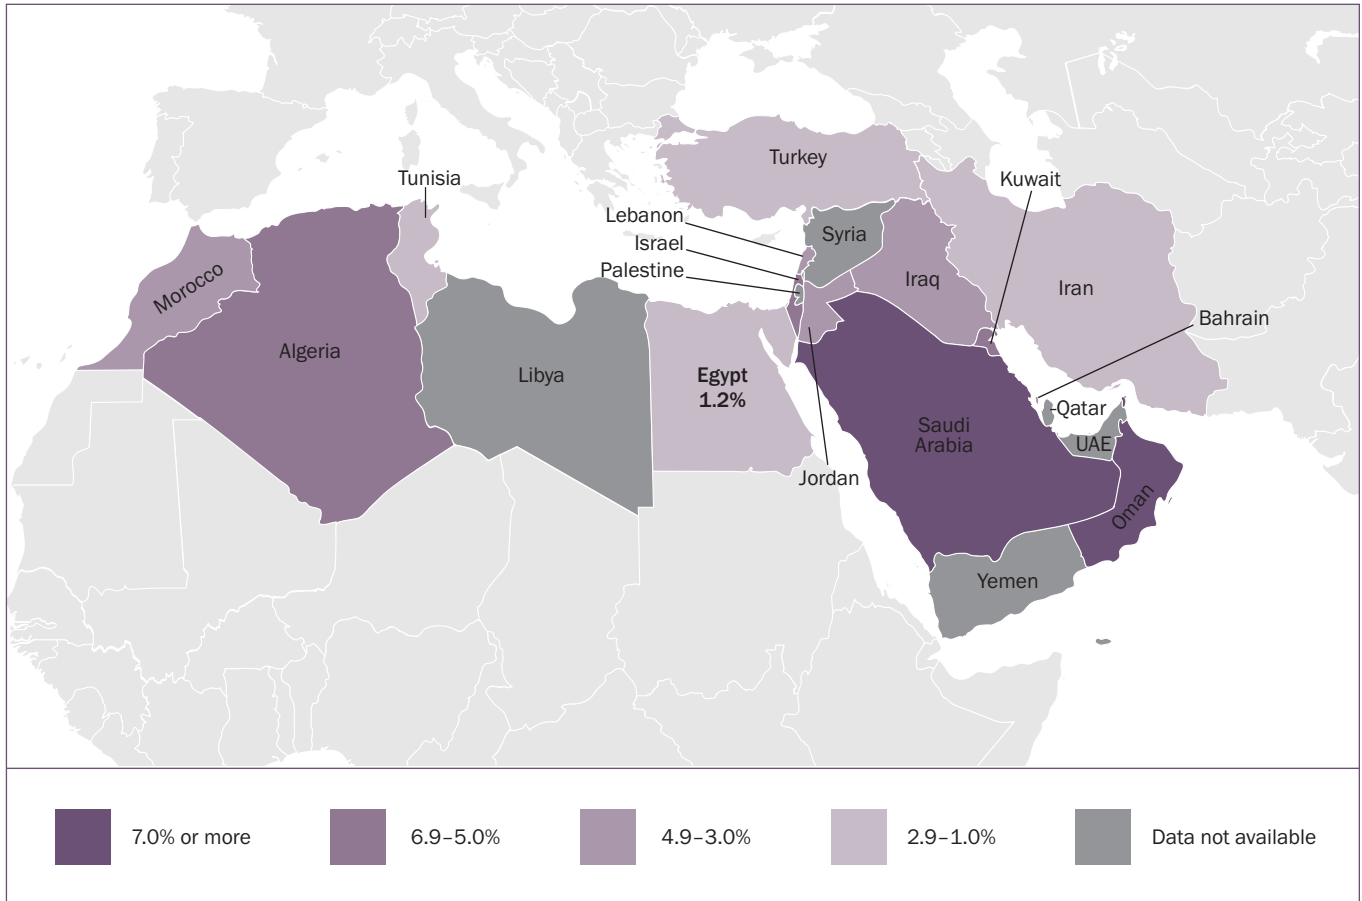 Turkey
Tunisia
Kuwait
Lebanon
Syria
Israel
Palestine
Iraq
Morocco
Iran
Bahrain
Algeria
Libya
Egypt
1.2%
Qatar
Saudi
Arabia
UAE
Jordan
Oman
Yemen
7.0% or more
6.9–5.0%
4.9–3.0%
2.9–1.0%
Data not available